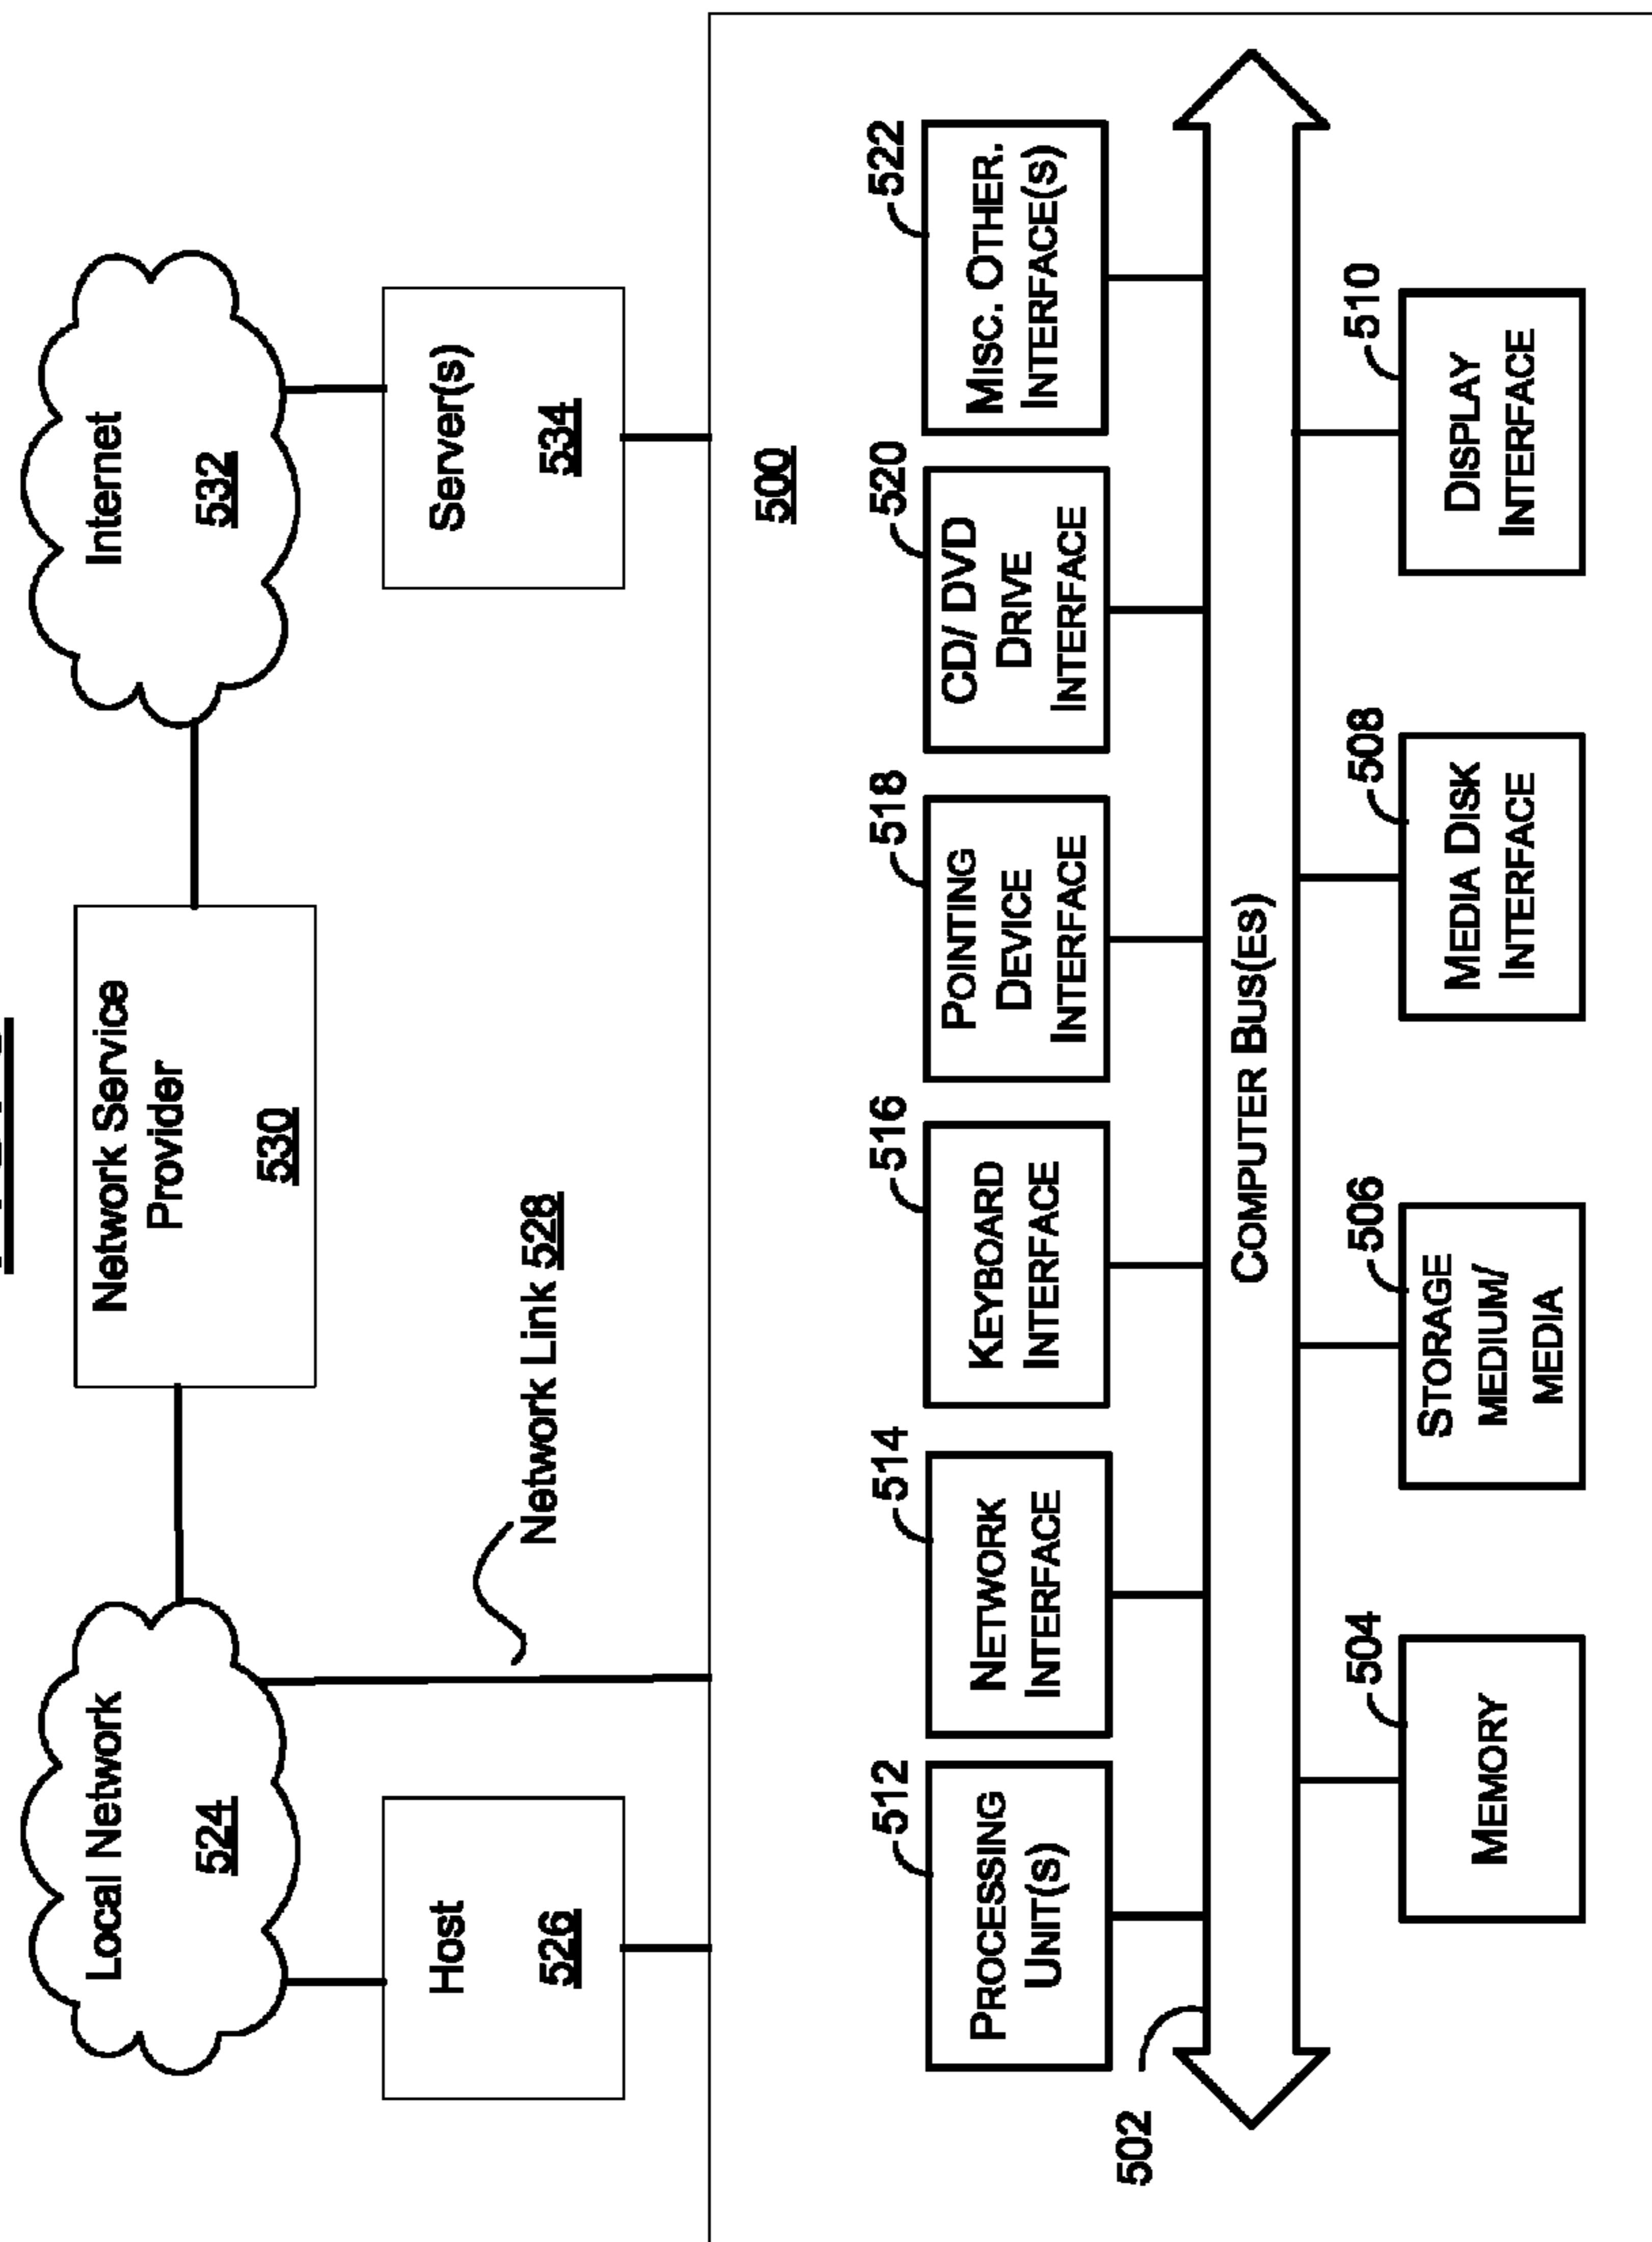 Local Network
524
Network Service
Provider
530
Internet
532
Host
526
Network Link 528
Server(s)
534
500
512
PROCESSING
UNIT(S)
514
NETWORK
INTERFACE
516
KEYBOARD
INTERFACE
518
POINTING
DEVICE
INTERFACE
520
CD/ DVD
DRIVE
INTERFACE
522
MISC. OTHER.
INTERFACE(S)
502
COMPUTER BUS(ES)
504
MEMORY
506
STORAGE
MEDIUM/
MEDIA
508
MEDIA DISK
INTERFACE
510
DISPLAY
INTERFACE